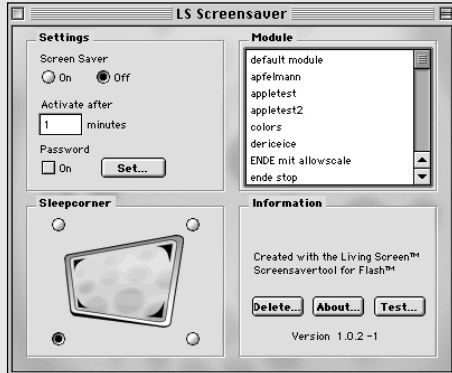 LS Screensaver
Settings
Screen Saver
On Off
Activate after
1 minutes
Password
On Set...
Module
default module
apfelmann
appletest
appletest2
colors
dericeice
ENDE mit allowscale
ende stop
Sleepcorner
Information
Created with the Living Screen™
Screensavertool for Flash™
Delete... About... Test...
Version 1.0.2 -1